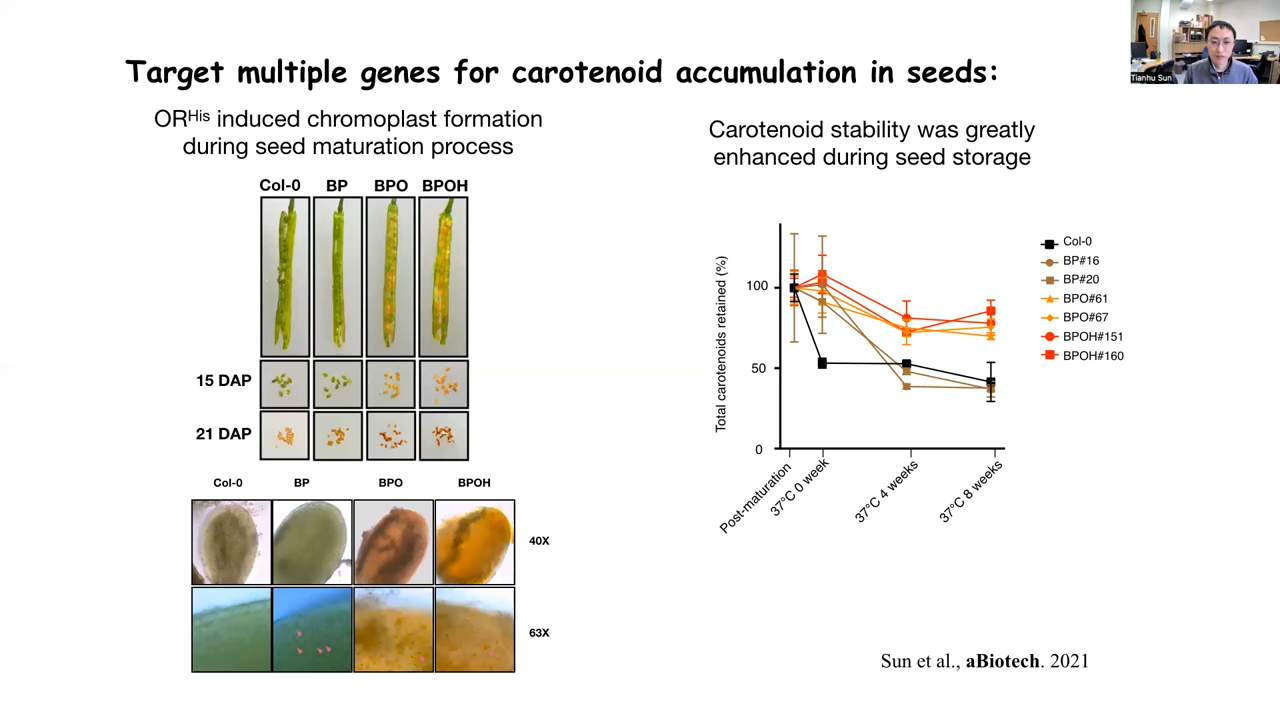 Target multiple genes for carotenoid accumulation in seeds:
Tianhu Sun
ORHis induced chromoplast formation
during seed maturation process
Col-0 BP BPO BPOH
15 DAP
21 DAP
Col-0 BP BPO BPOH
40X
63X
Carotenoid stability was greatly
enhanced during seed storage
Total carotenoids retained (%)
100
50
0
Post-maturation
37°C 0 week
37°C 4 weeks
37°C 8 weeks
Col-0
BP#16
BP#20
BPO#61
BPO#67
BPOH#151
BPOH#160
Sun et al., aBiotech. 2021